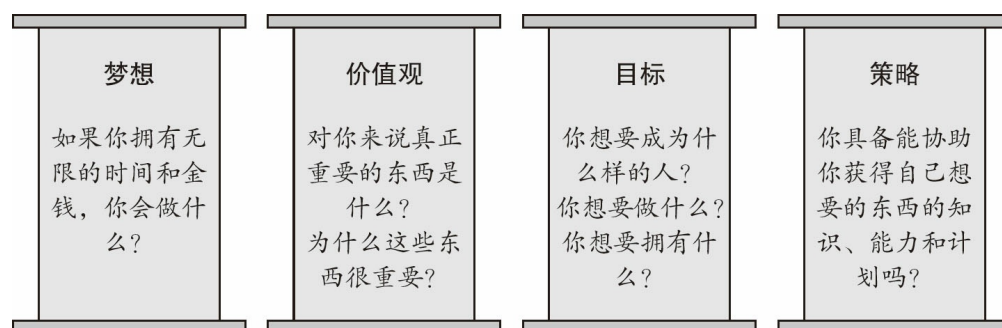 梦想
如果你拥有无
限的时间和金
钱，你会做什
么？
价值观
对你来说真正
重要的东西是
什么？
为什么这些东
西很重要？
目标
你想要成为什
么样的人？
你想要做什么？
你想要拥有什
么？
策略
你具备能协助
你获得自己想
要的东西的知
识、能力和计
划吗？